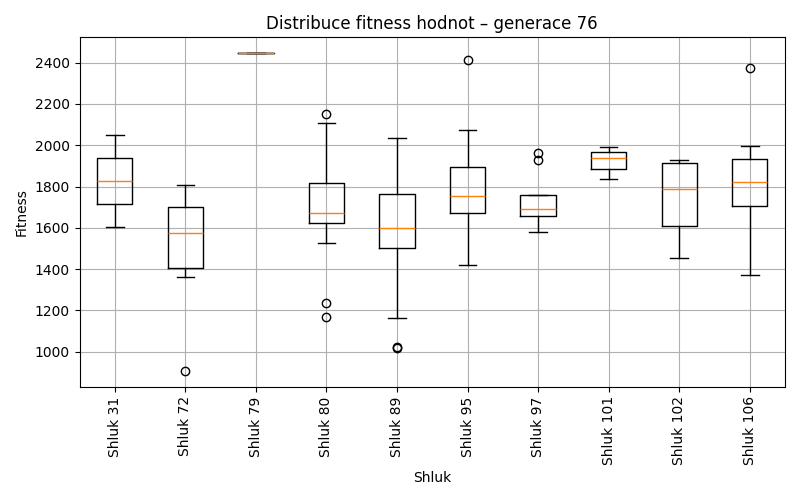 Distribuce fitness hodnot – generace 76
Fitness
2400
2200
2000
1800
1600
1400
1200
1000
Shluk 31
Shluk 72
Shluk 79
Shluk 80
Shluk 89
Shluk 95
Shluk 97
Shluk 101
Shluk 102
Shluk 106
Shluk